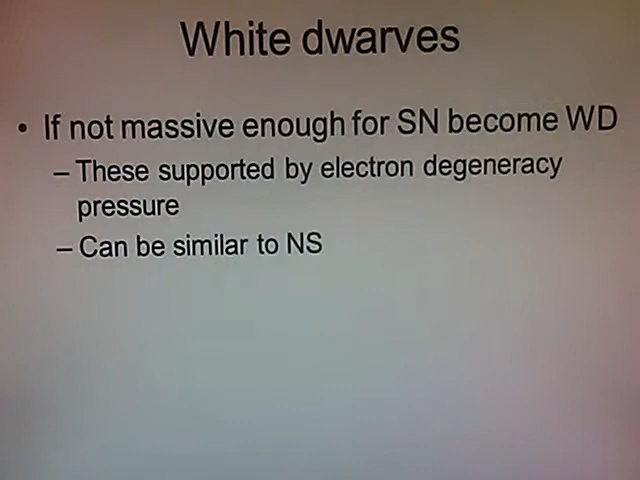 White dwarves
• If not massive enough for SN become WD
– These supported by electron degeneracy
pressure
– Can be similar to NS